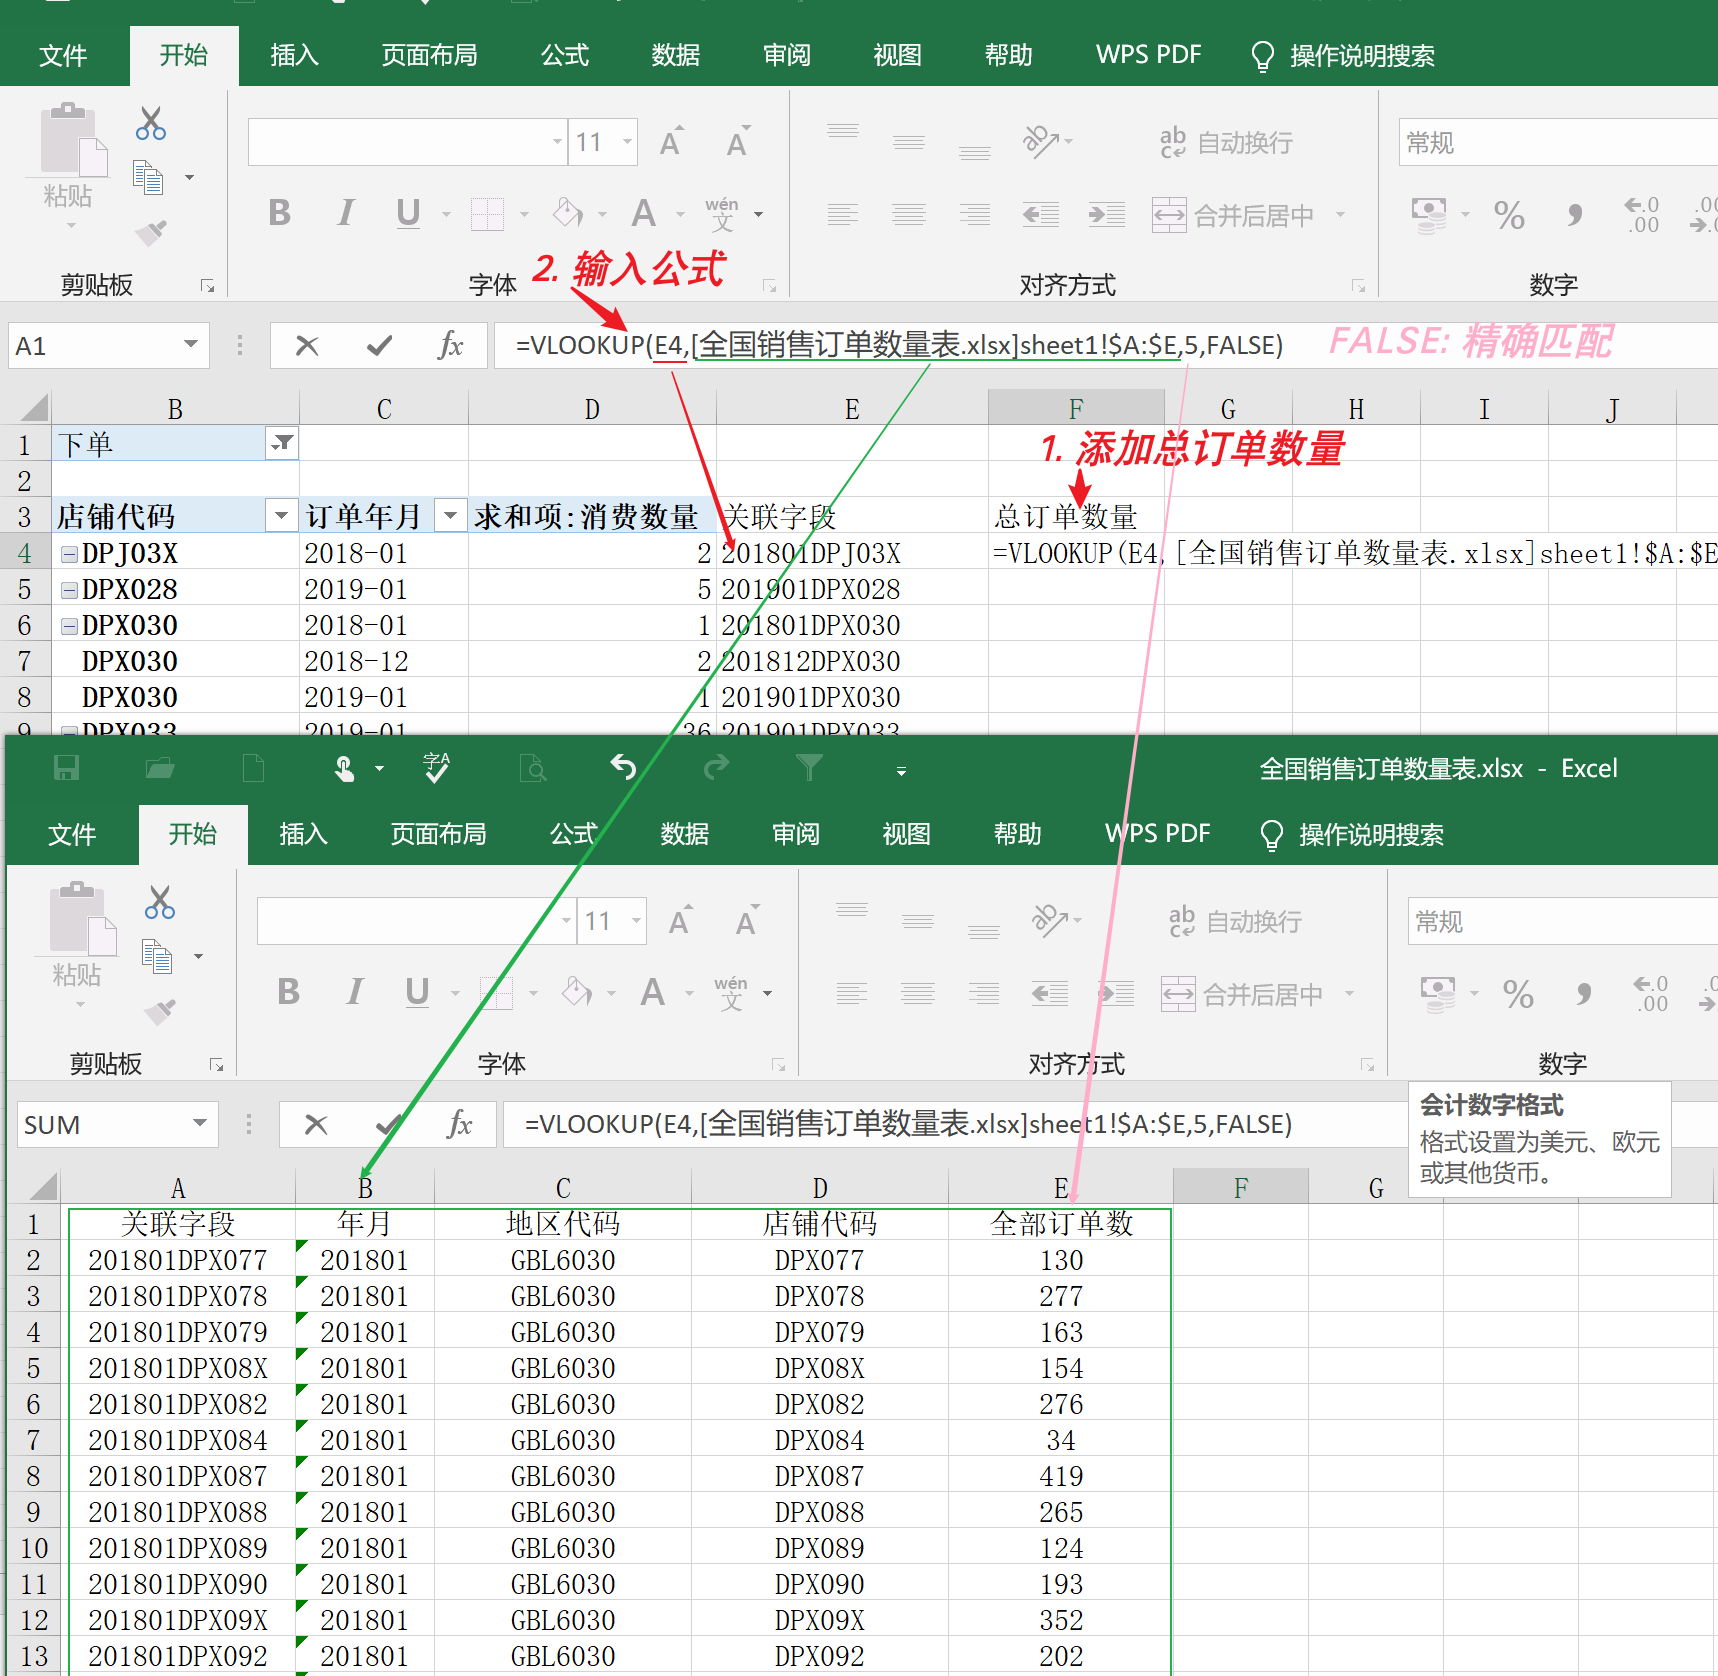 文件 开始 插入 页面布局 公式 数据 审阅 视图 帮助 WPS PDF 操作说明搜索
11 ab 自动换行 常规
粘贴
B I U A wén 文 合并后居中 % ←.0 .00
剪贴板 字体 对齐方式 数字
2. 输入公式
A1 fx =VLOOKUP(E4,[全国销售订单数量表.xlsx]sheet1!$A:$E,5,FALSE) FALSE: 精确匹配
B C D E F G H I J
1 下单
1. 添加总订单数量
2
3 店铺代码 订单年月 求和项:消费数量 关联字段 总订单数量
4 DPJ03X 2018-01 2 201801DPJ03X =VLOOKUP(E4,[全国销售订单数量表.xlsx]sheet1!$A:$E
5 DPX028 2019-01 5 201901DPX028
6 DPX030 2018-01 1 201801DPX030
7 DPX030 2018-12 2 201812DPX030
8 DPX030 2019-01 1 201901DPX030
9 DPX033 2019-01 36 201901DPX033
全国销售订单数量表.xlsx - Excel
文件 开始 插入 页面布局 公式 数据 审阅 视图 帮助 WPS PDF 操作说明搜索
11 ab 自动换行 常规
粘贴
B I U A wén 文 合并后居中 % ←.0 .00
剪贴板 字体 对齐方式 数字
SUM fx =VLOOKUP(E4,[全国销售订单数量表.xlsx]sheet1!$A:$E,5,FALSE)
会计数字格式
格式设置为美元、欧元
或其他货币。
A B C D E F G
1 关联字段 年月 地区代码 店铺代码 全部订单数
2 201801DPX077 201801 GBL6030 DPX077 130
3 201801DPX078 201801 GBL6030 DPX078 277
4 201801DPX079 201801 GBL6030 DPX079 163
5 201801DPX08X 201801 GBL6030 DPX08X 154
6 201801DPX082 201801 GBL6030 DPX082 276
7 201801DPX084 201801 GBL6030 DPX084 34
8 201801DPX087 201801 GBL6030 DPX087 419
9 201801DPX088 201801 GBL6030 DPX088 265
10 201801DPX089 201801 GBL6030 DPX089 124
11 201801DPX090 201801 GBL6030 DPX090 193
12 201801DPX09X 201801 GBL6030 DPX09X 352
13 201801DPX092 201801 GBL6030 DPX092 202